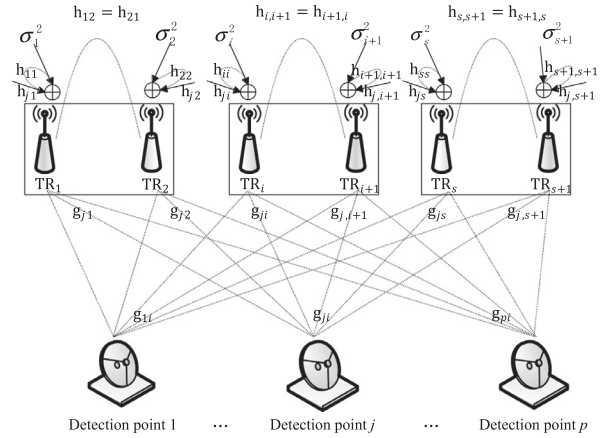 h₁₂ = h₂₁ hᵢ,ᵢ₊₁ = hᵢ₊₁,ᵢ hₛ,ₛ₊₁ = hₛ₊₁,ₛ
σ₁² σ₂² σᵢ² σᵢ₊₁² σₛ² σₛ₊₁²
h₁₁ h₂₂ hᵢᵢ hᵢ₊₁,ᵢ₊₁ hₛₛ hₛ₊₁,ₛ₊₁
hⱼ₁ hⱼ₂ hⱼᵢ hⱼ,ᵢ₊₁ hⱼₛ hⱼ,ₛ₊₁
TR₁ TR₂ TRᵢ TRᵢ₊₁ TRₛ TRₛ₊₁
gⱼ₁ gⱼ₂ gⱼᵢ gⱼ,ᵢ₊₁ gⱼₛ gⱼ,ₛ₊₁
g₁ᵢ gⱼᵢ gₚᵢ
Detection point 1 ... Detection point j ... Detection point p